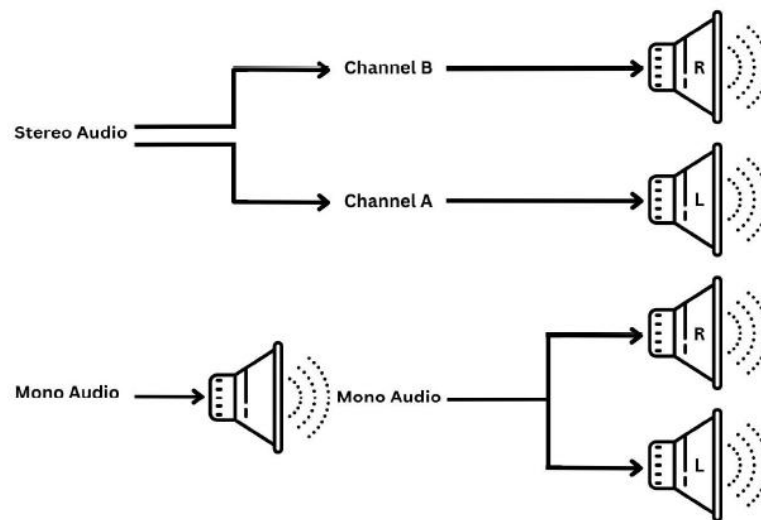 Channel B
R
Stereo Audio
Channel A
L
R
Mono Audio
Mono Audio
L